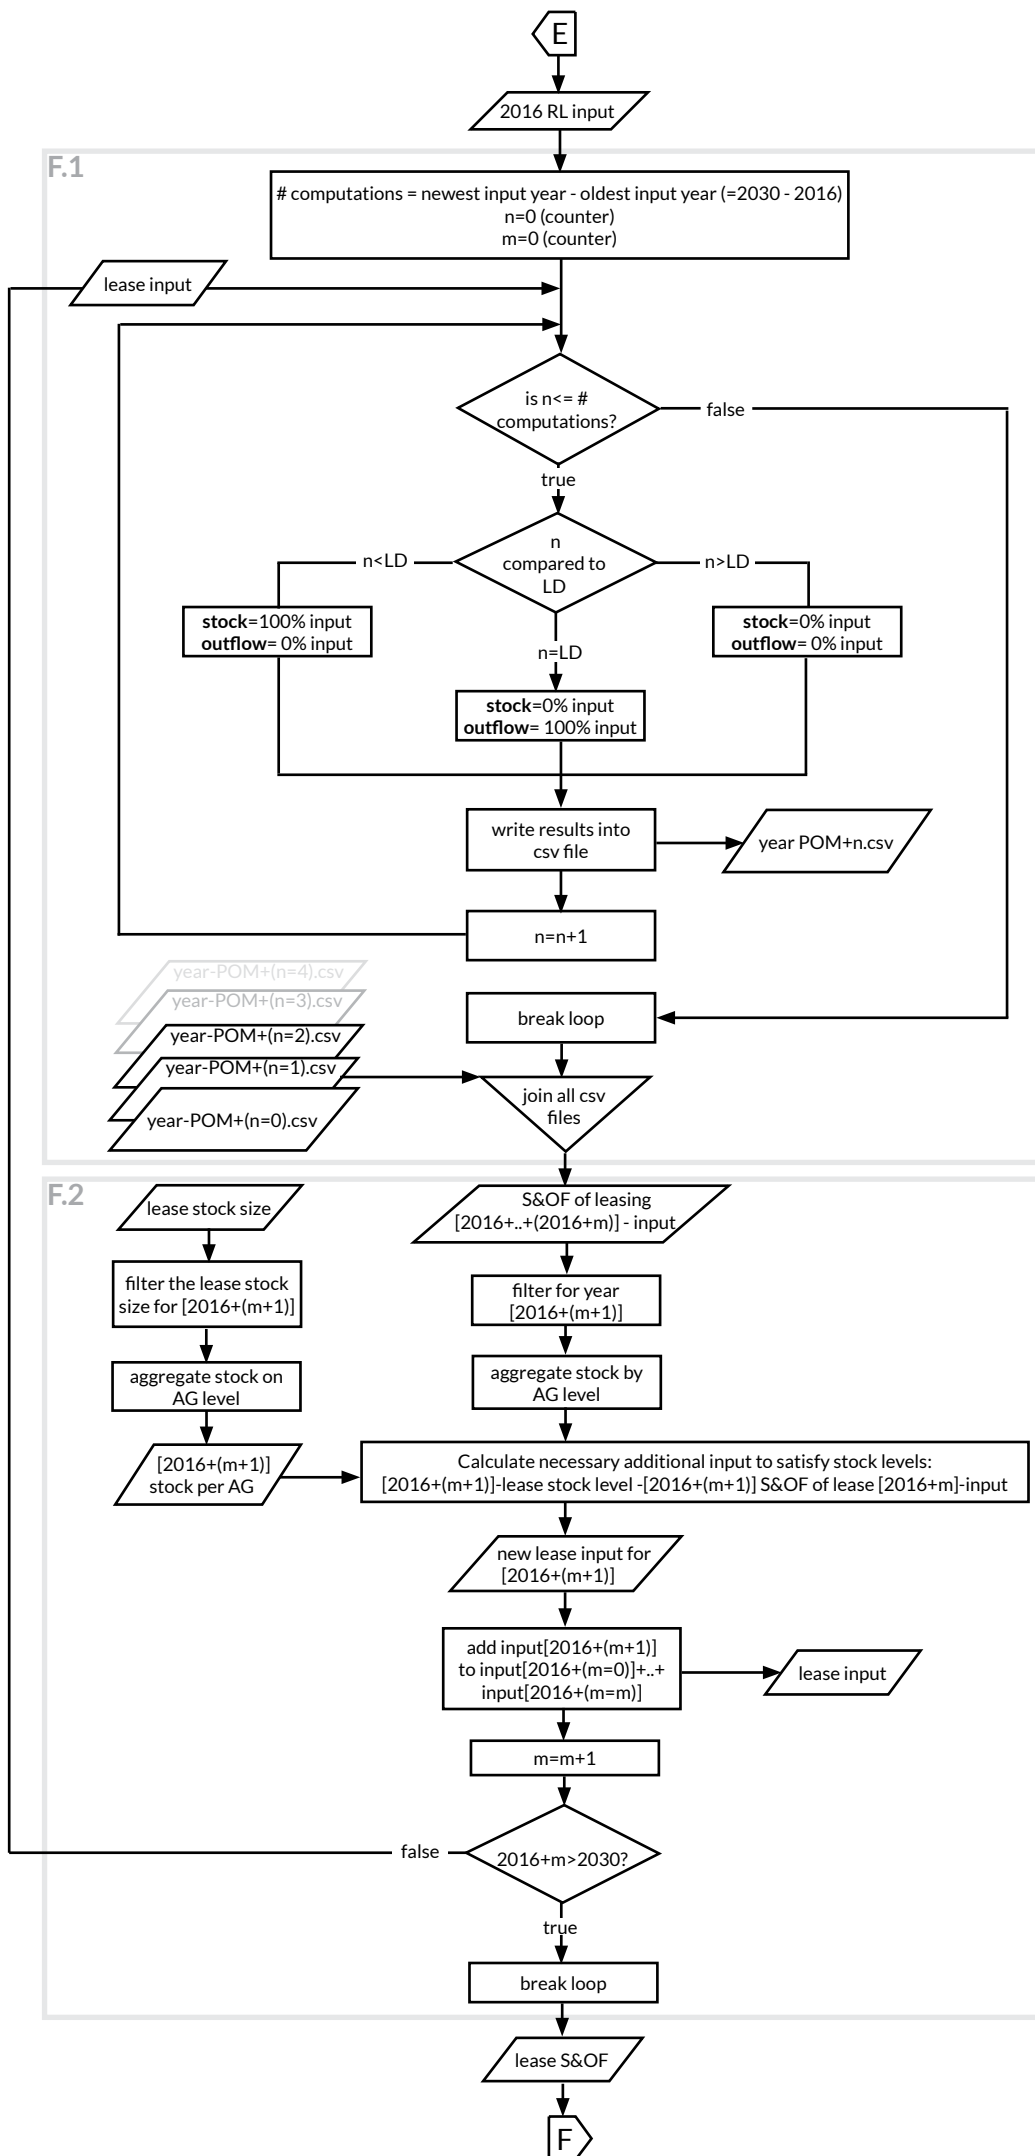 E
2016 RL input
F.1
# computations = newest input year - oldest input year (=2030 - 2016)
n=0 (counter)
m=0 (counter)
lease input
is n<= #
computations?
false
true
n
compared to
LD
n<LD
n>LD
stock=100% input
outflow= 0% input
stock=0% input
outflow= 0% input
n=LD
stock=0% input
outflow= 100% input
write results into
csv file
year POM+n.csv
n=n+1
year-POM+(n=4).csv
year-POM+(n=3).csv
year-POM+(n=2).csv
year-POM+(n=1).csv
year-POM+(n=0).csv
break loop
join all csv
files
F.2
lease stock size
S&OF of leasing
[2016+..+(2016+m)] - input
filter the lease stock
size for [2016+(m+1)]
filter for year
[2016+(m+1)]
aggregate stock on
AG level
aggregate stock by
AG level
[2016+(m+1)]
stock per AG
Calculate necessary additional input to satisfy stock levels:
[2016+(m+1)]-lease stock level -[2016+(m+1)] S&OF of lease [2016+m]-input
new lease input for
[2016+(m+1)]
add input[2016+(m+1)]
to input[2016+(m=0)]+..+
input[2016+(m=m)]
lease input
m=m+1
2016+m>2030?
false
true
break loop
lease S&OF
F